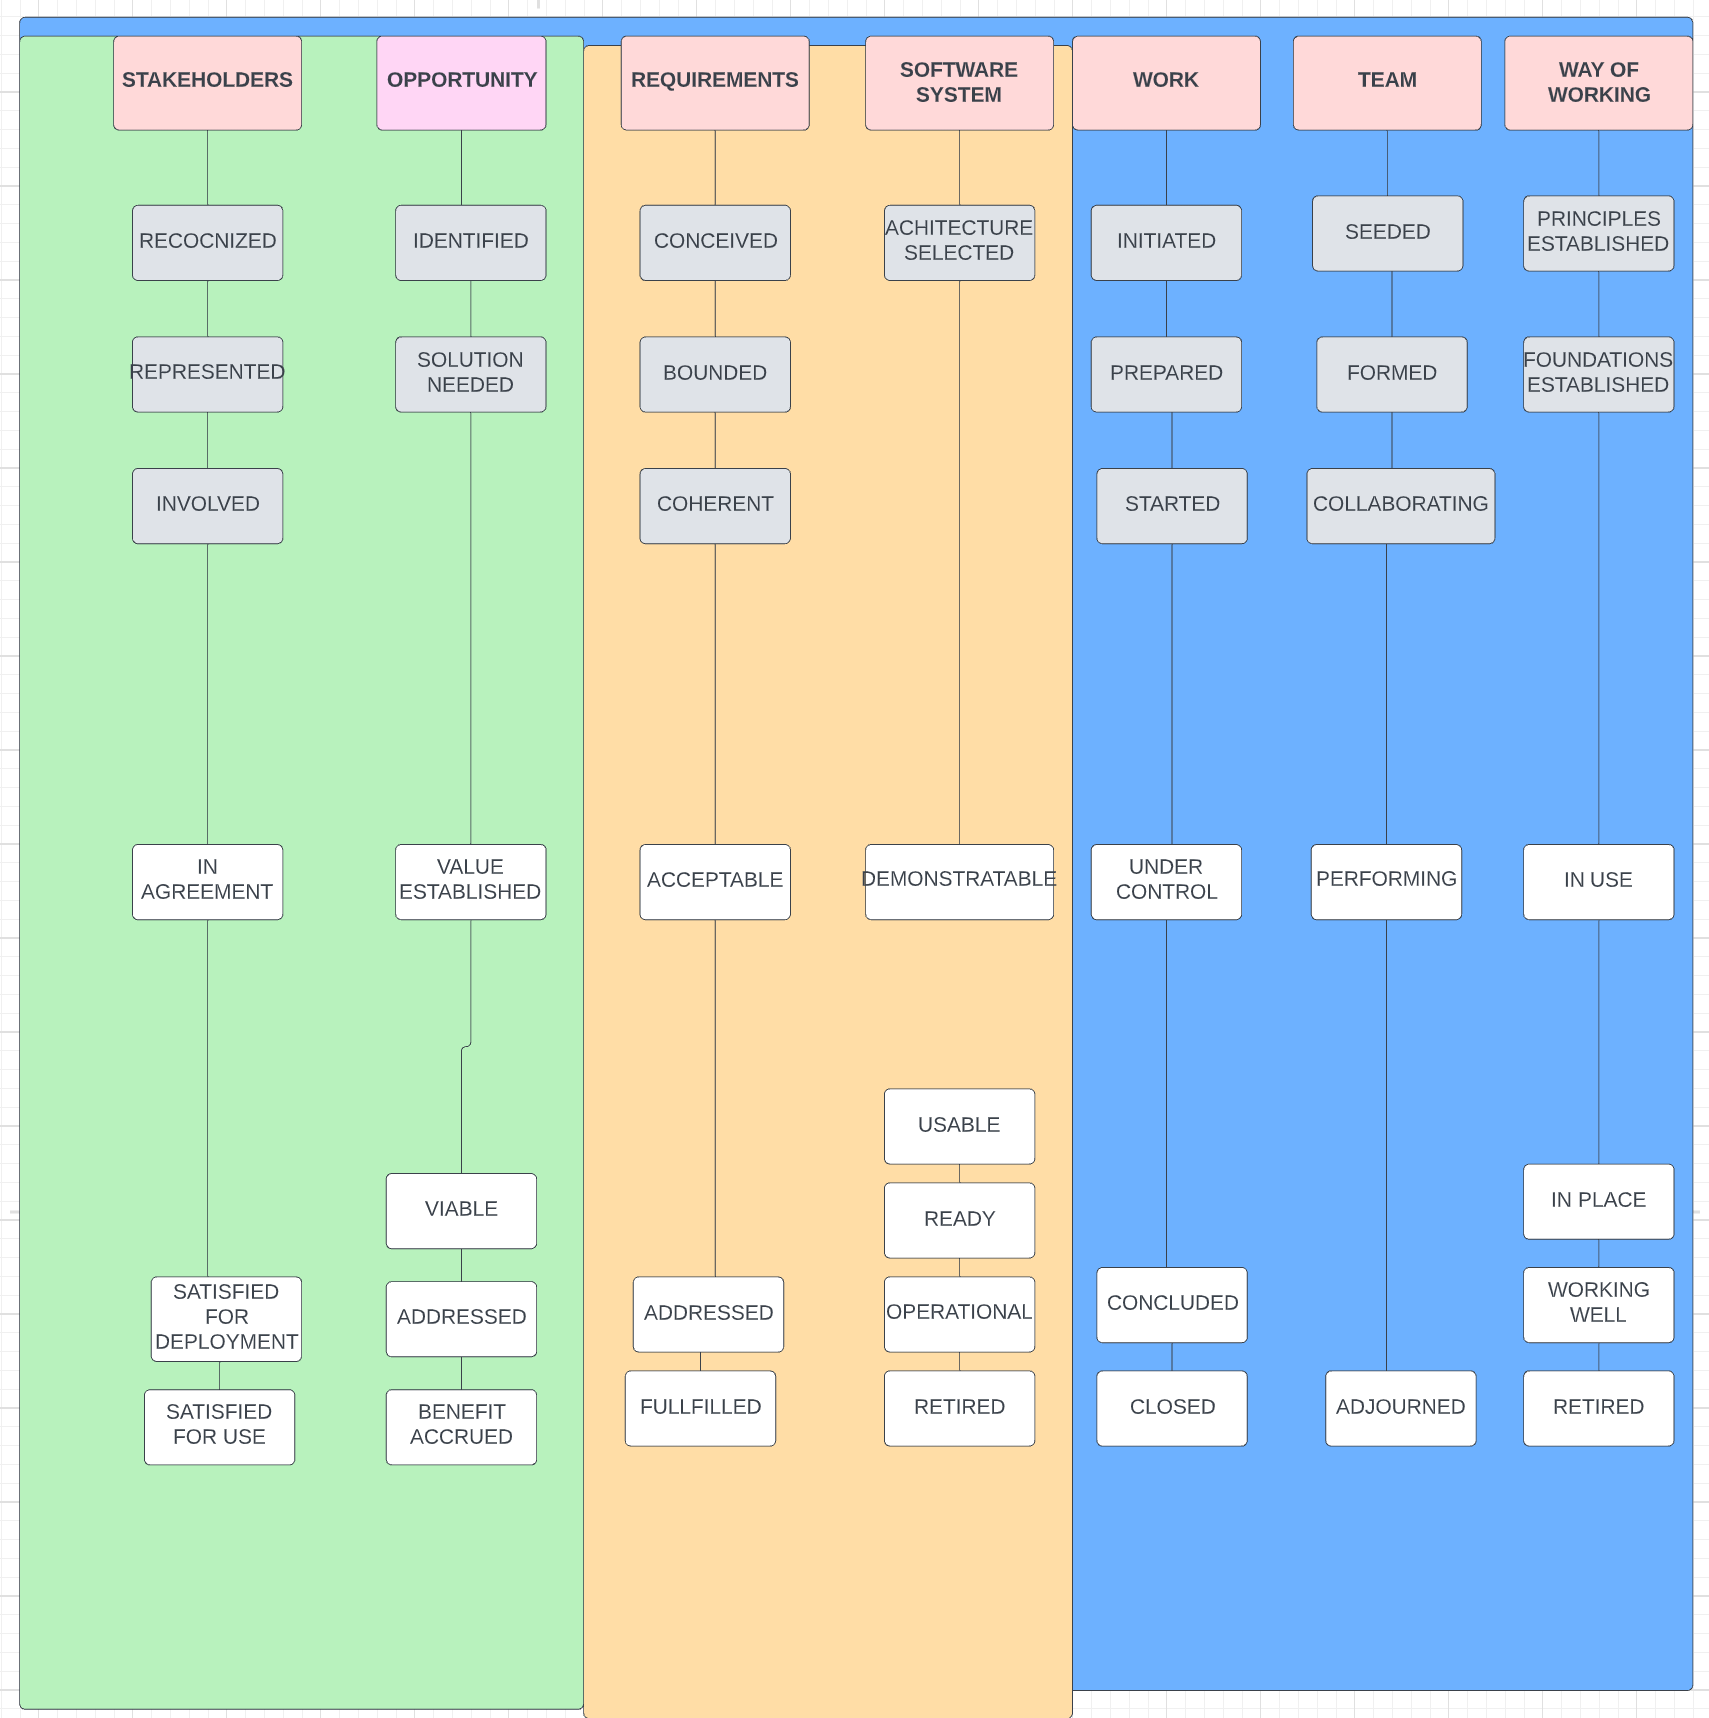 STAKEHOLDERS
OPPORTUNITY
REQUIREMENTS
SOFTWARE
SYSTEM
WORK
TEAM
WAY OF
WORKING
RECOCNIZED
IDENTIFIED
CONCEIVED
ACHITECTURE
SELECTED
INITIATED
SEEDED
PRINCIPLES
ESTABLISHED
REPRESENTED
SOLUTION
NEEDED
BOUNDED
PREPARED
FORMED
FOUNDATIONS
ESTABLISHED
INVOLVED
COHERENT
STARTED
COLLABORATING
IN
AGREEMENT
VALUE
ESTABLISHED
ACCEPTABLE
DEMONSTRATABLE
UNDER
CONTROL
PERFORMING
IN USE
USABLE
VIABLE
READY
IN PLACE
SATISFIED
FOR
DEPLOYMENT
ADDRESSED
ADDRESSED
OPERATIONAL
CONCLUDED
WORKING
WELL
SATISFIED
FOR USE
BENEFIT
ACCRUED
FULLFILLED
RETIRED
CLOSED
ADJOURNED
RETIRED